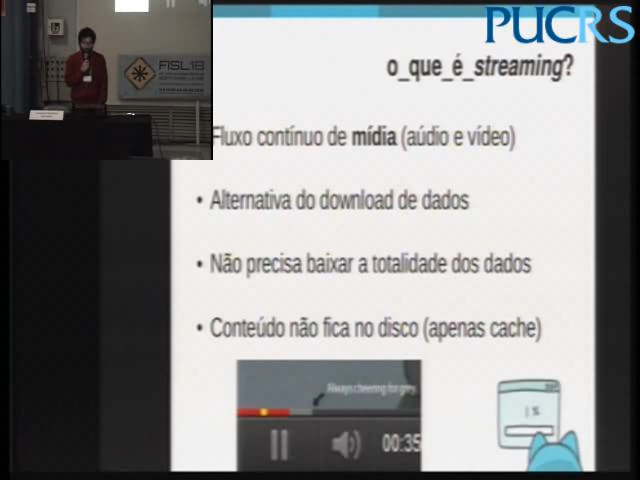 PUCRS
FISL18
o_que_é_streaming?
Fluxo contínuo de mídia (aúdio e vídeo)
• Alternativa do download de dados
• Não precisa baixar a totalidade dos dados
• Conteúdo não fica no disco (apenas cache)
Always cheering for grey.
00:35